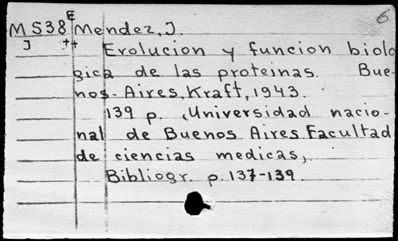 6
E
MS38 Mendez, J.
J ++ Evolucion y funcion biolo
gica de las proteinas. Bue-
nos-Aires, Kraft, 1943.
139 p. (Universidad nacio-
nal de Buenos Aires. Facultad
de ciencias medicas,
Bibliogr. p. 137-139.